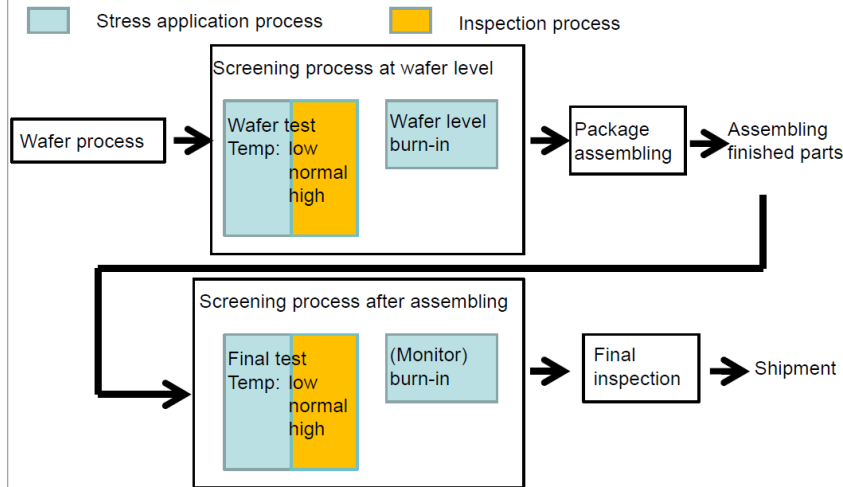 Stress application process
Inspection process
Screening process at wafer level
Wafer process
Wafer test
Temp: low
normal
high
Wafer level
burn-in
Package
assembling
Assembling
finished parts
Screening process after assembling
Final test
Temp: low
normal
high
(Monitor)
burn-in
Final
inspection
Shipment